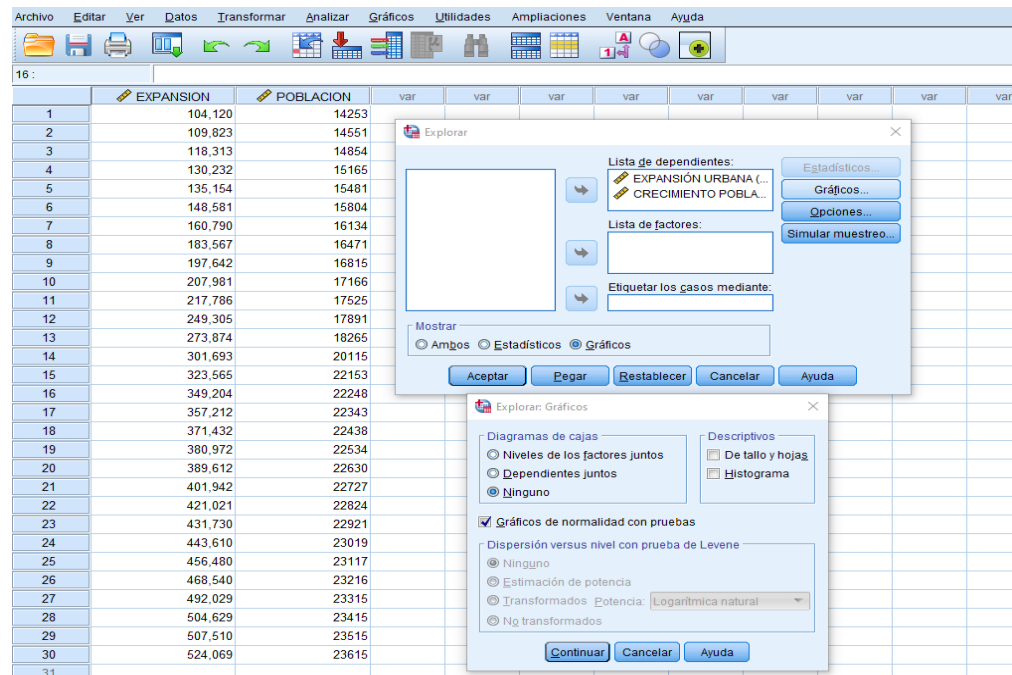 Archivo Editar Ver Datos Transformar Analizar Gráficos Utilidades Ampliaciones Ventana Ayuda
16 :
EXPANSION POBLACION var var var var var var var var var
1 104,120 14253
2 109,823 14551
3 118,313 14854
4 130,232 15165
5 135,154 15481
6 148,581 15804
7 160,790 16134
8 183,567 16471
9 197,642 16815
10 207,981 17166
11 217,786 17525
12 249,305 17891
13 273,874 18265
14 301,693 20115
15 323,565 22153
16 349,204 22248
17 357,212 22343
18 371,432 22438
19 380,972 22534
20 389,612 22630
21 401,942 22727
22 421,021 22824
23 431,730 22921
24 443,610 23019
25 456,480 23117
26 468,540 23216
27 492,029 23315
28 504,629 23415
29 507,510 23515
30 524,069 23615
31
Explorar
Lista de dependientes:
EXPANSIÓN URBANA (...
CRECIMIENTO POBLA...
Lista de factores:
Etiquetar los casos mediante:
Estadísticos...
Gráficos...
Opciones...
Simular muestreo...
Mostrar
Ambos Estadísticos Gráficos
Aceptar Pegar Restablecer Cancelar Ayuda
Explorar: Gráficos
Diagramas de cajas
Niveles de los factores juntos
Dependientes juntos
Ninguno
Descriptivos
De tallo y hojas
Histograma
Gráficos de normalidad con pruebas
Dispersión versus nivel con prueba de Levene
Ninguno
Estimación de potencia
Transformados Potencia: Logarítmica natural
No transformados
Continuar Cancelar Ayuda